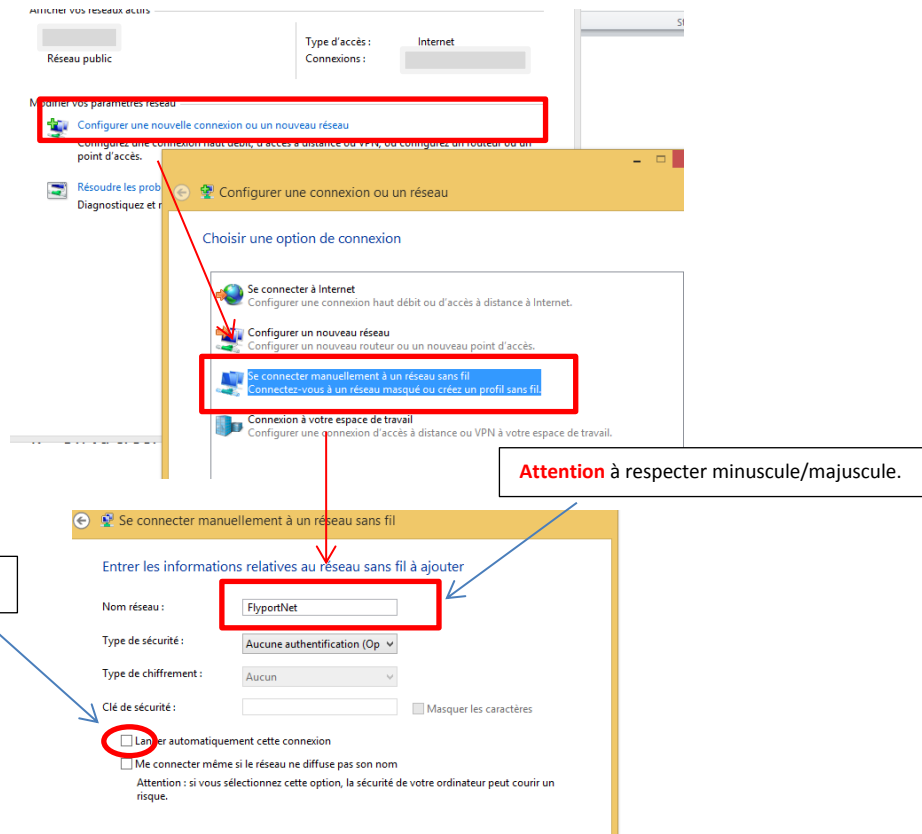 Afficher vos réseaux actifs
Réseau public
Type d'accès : Internet
Connexions :
Modifier vos paramètres réseau
Configurer une nouvelle connexion ou un nouveau réseau
Configurez une connexion haut débit, d'accès à distance ou VPN, ou configurez un routeur ou un
point d'accès.
Résoudre les prob
Diagnostiquez et r
Configurer une connexion ou un réseau
Choisir une option de connexion
Se connecter à Internet
Configurer une connexion haut débit ou d'accès à distance à Internet.
Configurer un nouveau réseau
Configurer un nouveau routeur ou un nouveau point d'accès.
Se connecter manuellement à un réseau sans fil
Connectez-vous à un réseau masqué ou créez un profil sans fil.
Connexion à votre espace de travail
Configurer une connexion d'accès à distance ou VPN à votre espace de travail.
Attention à respecter minuscule/majuscule.
Se connecter manuellement à un réseau sans fil
Entrer les informations relatives au réseau sans fil à ajouter
Nom réseau : FlyportNet
Type de sécurité : Aucune authentification (Op
Type de chiffrement : Aucun
Clé de sécurité : Masquer les caractères
Lancer automatiquement cette connexion
Me connecter même si le réseau ne diffuse pas son nom
Attention : si vous sélectionnez cette option, la sécurité de votre ordinateur peut courir un
risque.